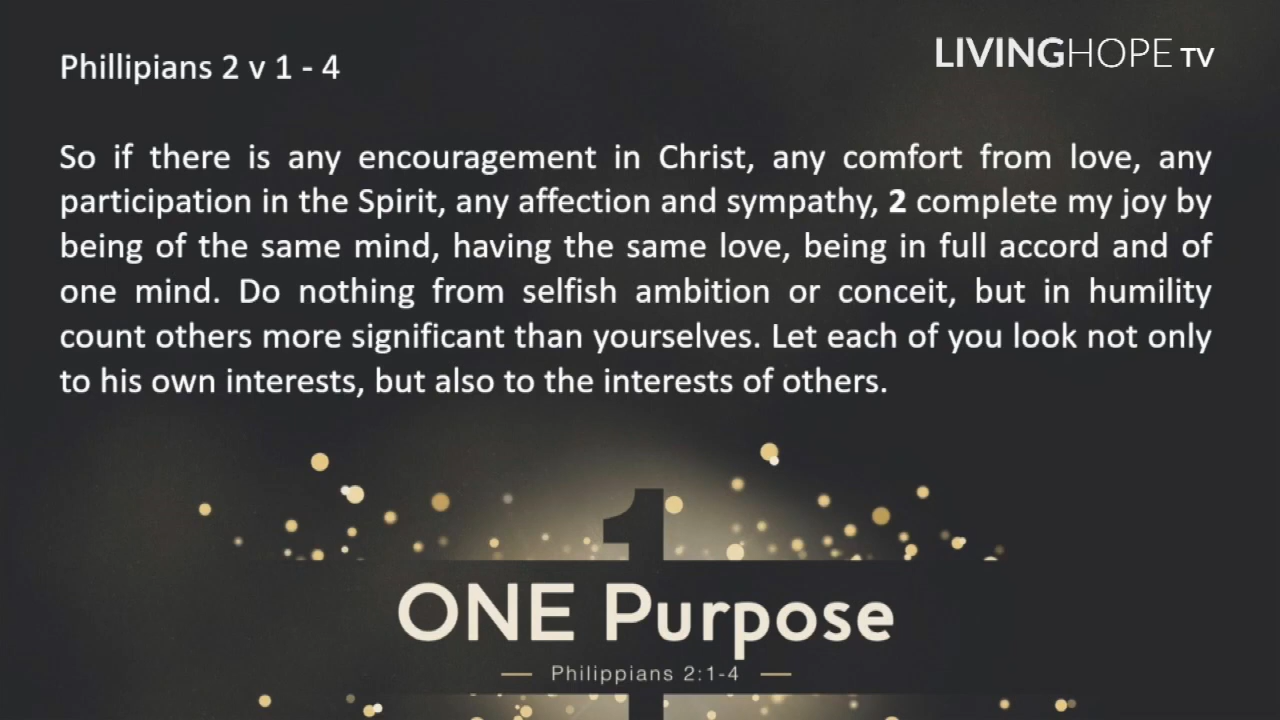 Phillipians 2 v 1 - 4
LIVINGHOPE TV
So if there is any encouragement in Christ, any comfort from love, any
participation in the Spirit, any affection and sympathy, 2 complete my joy by
being of the same mind, having the same love, being in full accord and of
one mind. Do nothing from selfish ambition or conceit, but in humility
count others more significant than yourselves. Let each of you look not only
to his own interests, but also to the interests of others.
1
ONE Purpose
Philippians 2:1-4